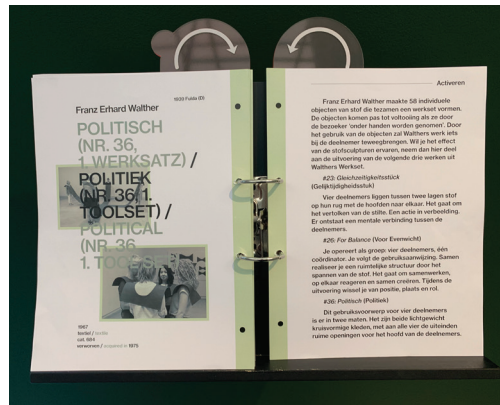 1939 Fulda (D)
Franz Erhard Walther
POLITISCH
(NR. 36,
1. WERKSATZ) /
POLITIEK
(NR. 36, 1.
TOOLSET) /
POLITICAL
(NR. 36
1. TOOLS
1967
textiel / textile
coll. 884
verworven / acquired in 1975
Activeren
Franz Erhard Walther maakte 58 individuele
objecten van stof die tezamen een werkset vormen.
De objecten komen pas tot voltooiing als ze door
de bezoeker ‘onder handen worden genomen’. Door
het gebruik van de objecten zal Walthers werk iets
bij de deelnemer teweegbrengen. Wil je het effect
van de stofsculpturen ervaren, neem dan hier deel
aan de uitvoering van de volgende drie werken uit
Walthers Werkset.
#23: Gleichzeitigkeitsstück
(Gelijktijdigheidsstuk)
Vier deelnemers liggen tussen twee lagen stof
op hun rug met de hoofden naar elkaar. Het gaat om
het vertolken van de stilte. Een actie in verbeelding.
Er ontstaat een mentale verbinding tussen de
deelnemers.
#26: For Balance (Voor Evenwicht)
Je opereert als groep: vier deelnemers, één
coördinator. Je volgt de gebruiksaanwijzing. Samen
realiseer je een ruimtelijke structuur door het
spannen van de stof. Het gaat om samenwerken,
op elkaar reageren en samen creëren. Tijdens de
uitvoering wissel je van positie, plaats en rol.
#36: Politisch (Politiek)
Dit gebruiksvoorwerp voor vier deelnemers
is er in twee maten. Het zijn beide lichtgewicht
kruisvormige kleden, met aan alle vier de uiteinden
ruime openingen voor het hoofd van de deelnemers.